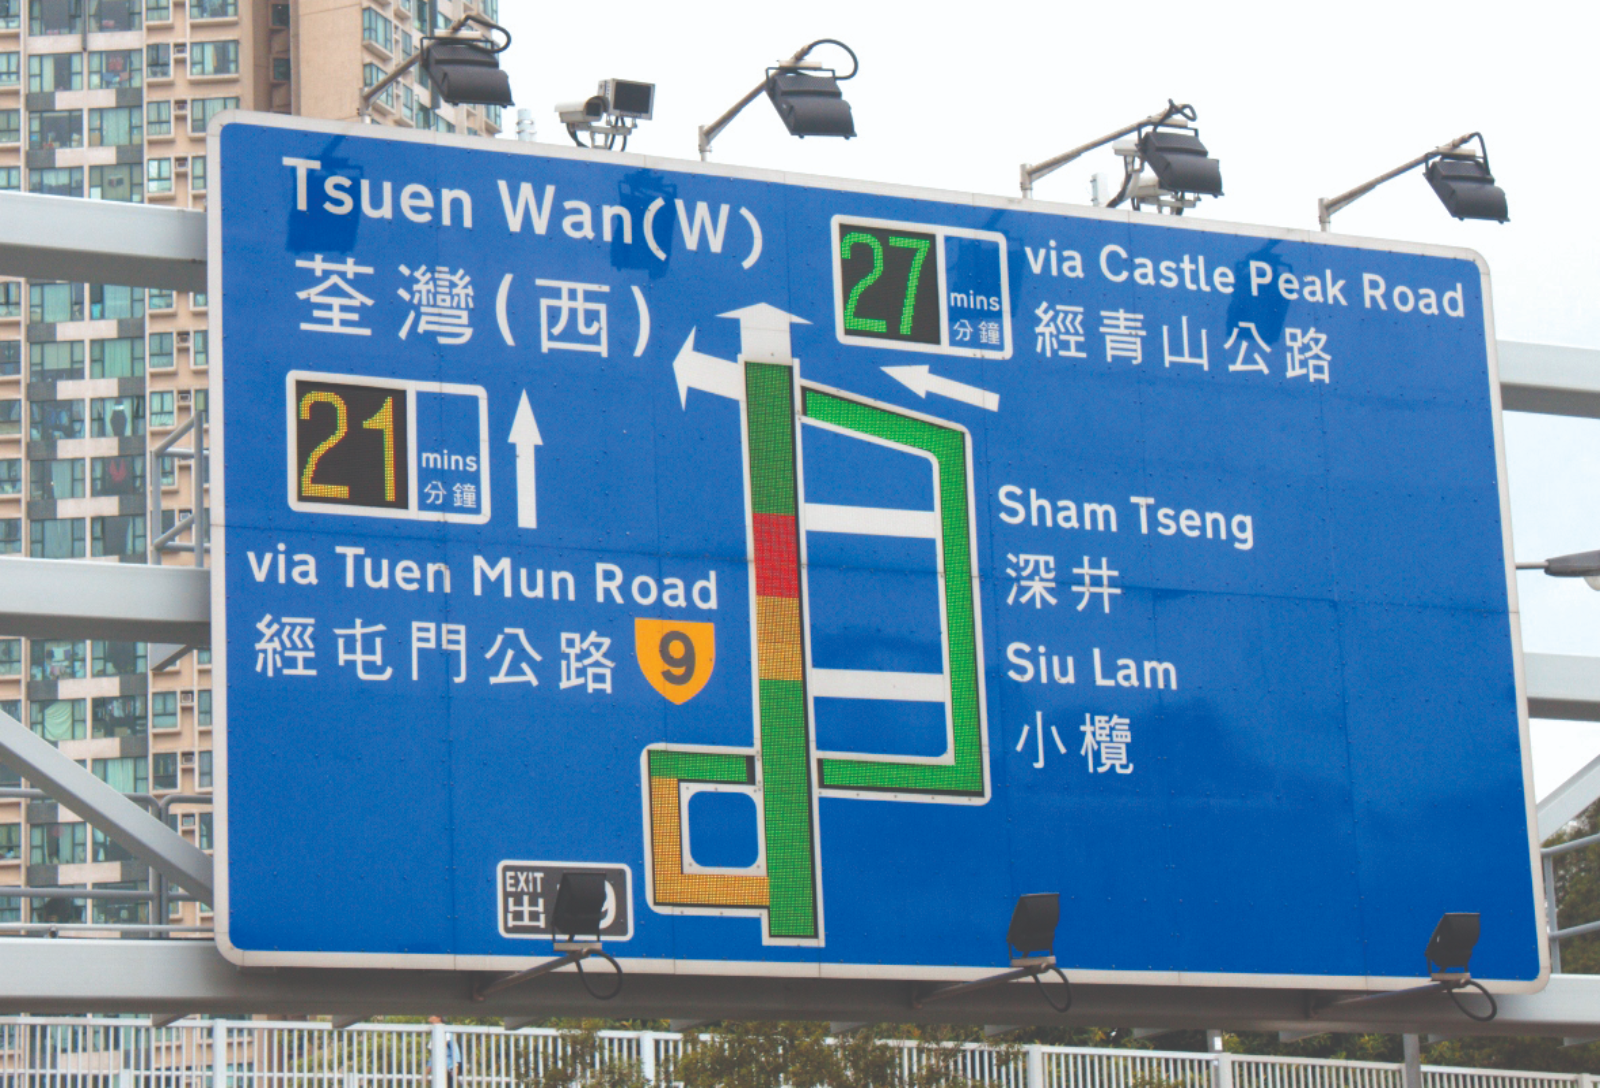 Tsuen Wan(W)
荃灣(西)
27
mins
分鐘
via Castle Peak Road
經青山公路
21
mins
分鐘
via Tuen Mun Road
經屯門公路
9
Sham Tseng
深井
Siu Lam
小欖
EXIT
出